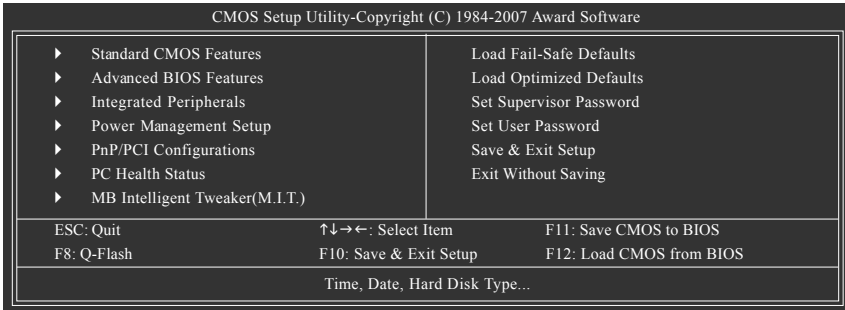 CMOS Setup Utility-Copyright (C) 1984-2007 Award Software
Standard CMOS Features
Advanced BIOS Features
Integrated Peripherals
Power Management Setup
PnP/PCI Configurations
PC Health Status
MB Intelligent Tweaker(M.I.T.)
Load Fail-Safe Defaults
Load Optimized Defaults
Set Supervisor Password
Set User Password
Save & Exit Setup
Exit Without Saving
ESC: Quit ↑↓→←: Select Item F11: Save CMOS to BIOS
F8: Q-Flash F10: Save & Exit Setup F12: Load CMOS from BIOS
Time, Date, Hard Disk Type...